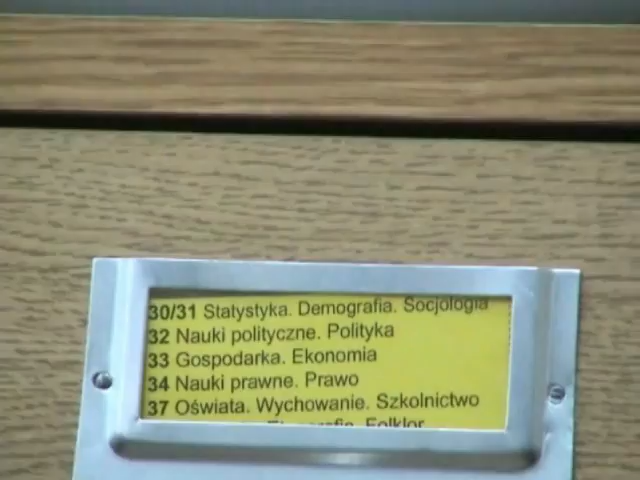 30/31 Statystyka. Demografia. Socjologia
32 Nauki polityczne. Polityka
33 Gospodarka. Ekonomia
34 Nauki prawne. Prawo
37 Oświata. Wychowanie. Szkolnictwo
Folklor